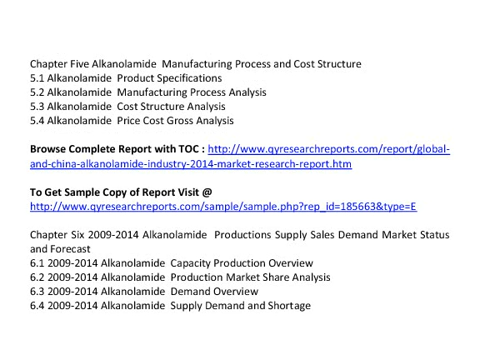 Chapter Five Alkanolamide  Manufacturing Process and Cost Structure
5.1 Alkanolamide  Product Specifications
5.2 Alkanolamide  Manufacturing Process Analysis
5.3 Alkanolamide  Cost Structure Analysis
5.4 Alkanolamide  Price Cost Gross Analysis
Browse Complete Report with TOC : http://www.qyresearchreports.com/report/global-
and-china-alkanolamide-industry-2014-market-research-report.htm
To Get Sample Copy of Report Visit @
http://www.qyresearchreports.com/sample/sample.php?rep_id=185663&type=E
Chapter Six 2009-2014 Alkanolamide  Productions Supply Sales Demand Market Status
and Forecast
6.1 2009-2014 Alkanolamide  Capacity Production Overview
6.2 2009-2014 Alkanolamide  Production Market Share Analysis
6.3 2009-2014 Alkanolamide  Demand Overview
6.4 2009-2014 Alkanolamide  Supply Demand and Shortage